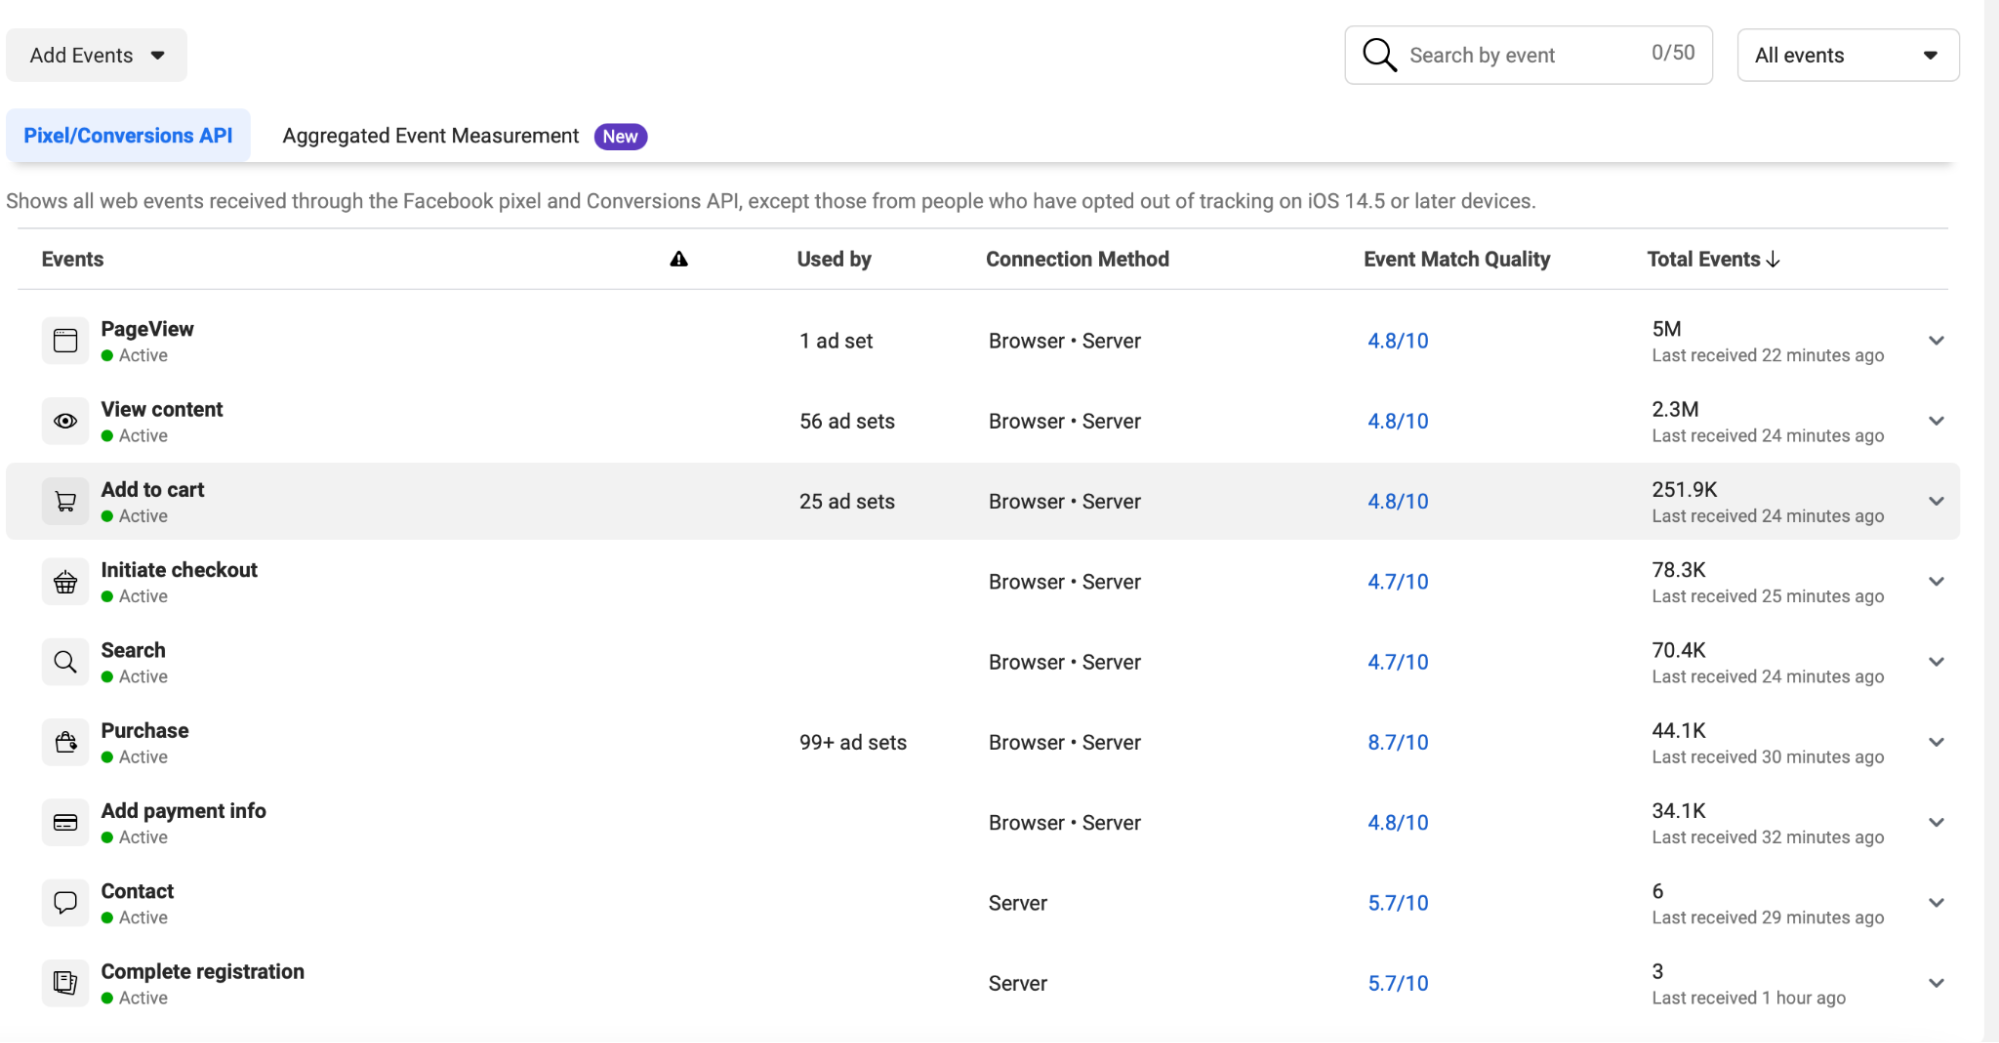 Add Events
Search by event 0/50
All events
Pixel/Conversions API
Aggregated Event Measurement New
Shows all web events received through the Facebook pixel and Conversions API, except those from people who have opted out of tracking on iOS 14.5 or later devices.
Events Used by Connection Method Event Match Quality Total Events
PageView
Active
1 ad set
Browser • Server
4.8/10
5M
Last received 22 minutes ago
View content
Active
56 ad sets
Browser • Server
4.8/10
2.3M
Last received 24 minutes ago
Add to cart
Active
25 ad sets
Browser • Server
4.8/10
251.9K
Last received 24 minutes ago
Initiate checkout
Active
Browser • Server
4.7/10
78.3K
Last received 25 minutes ago
Search
Active
Browser • Server
4.7/10
70.4K
Last received 24 minutes ago
Purchase
Active
99+ ad sets
Browser • Server
8.7/10
44.1K
Last received 30 minutes ago
Add payment info
Active
Browser • Server
4.8/10
34.1K
Last received 32 minutes ago
Contact
Active
Server
5.7/10
6
Last received 29 minutes ago
Complete registration
Active
Server
5.7/10
3
Last received 1 hour ago